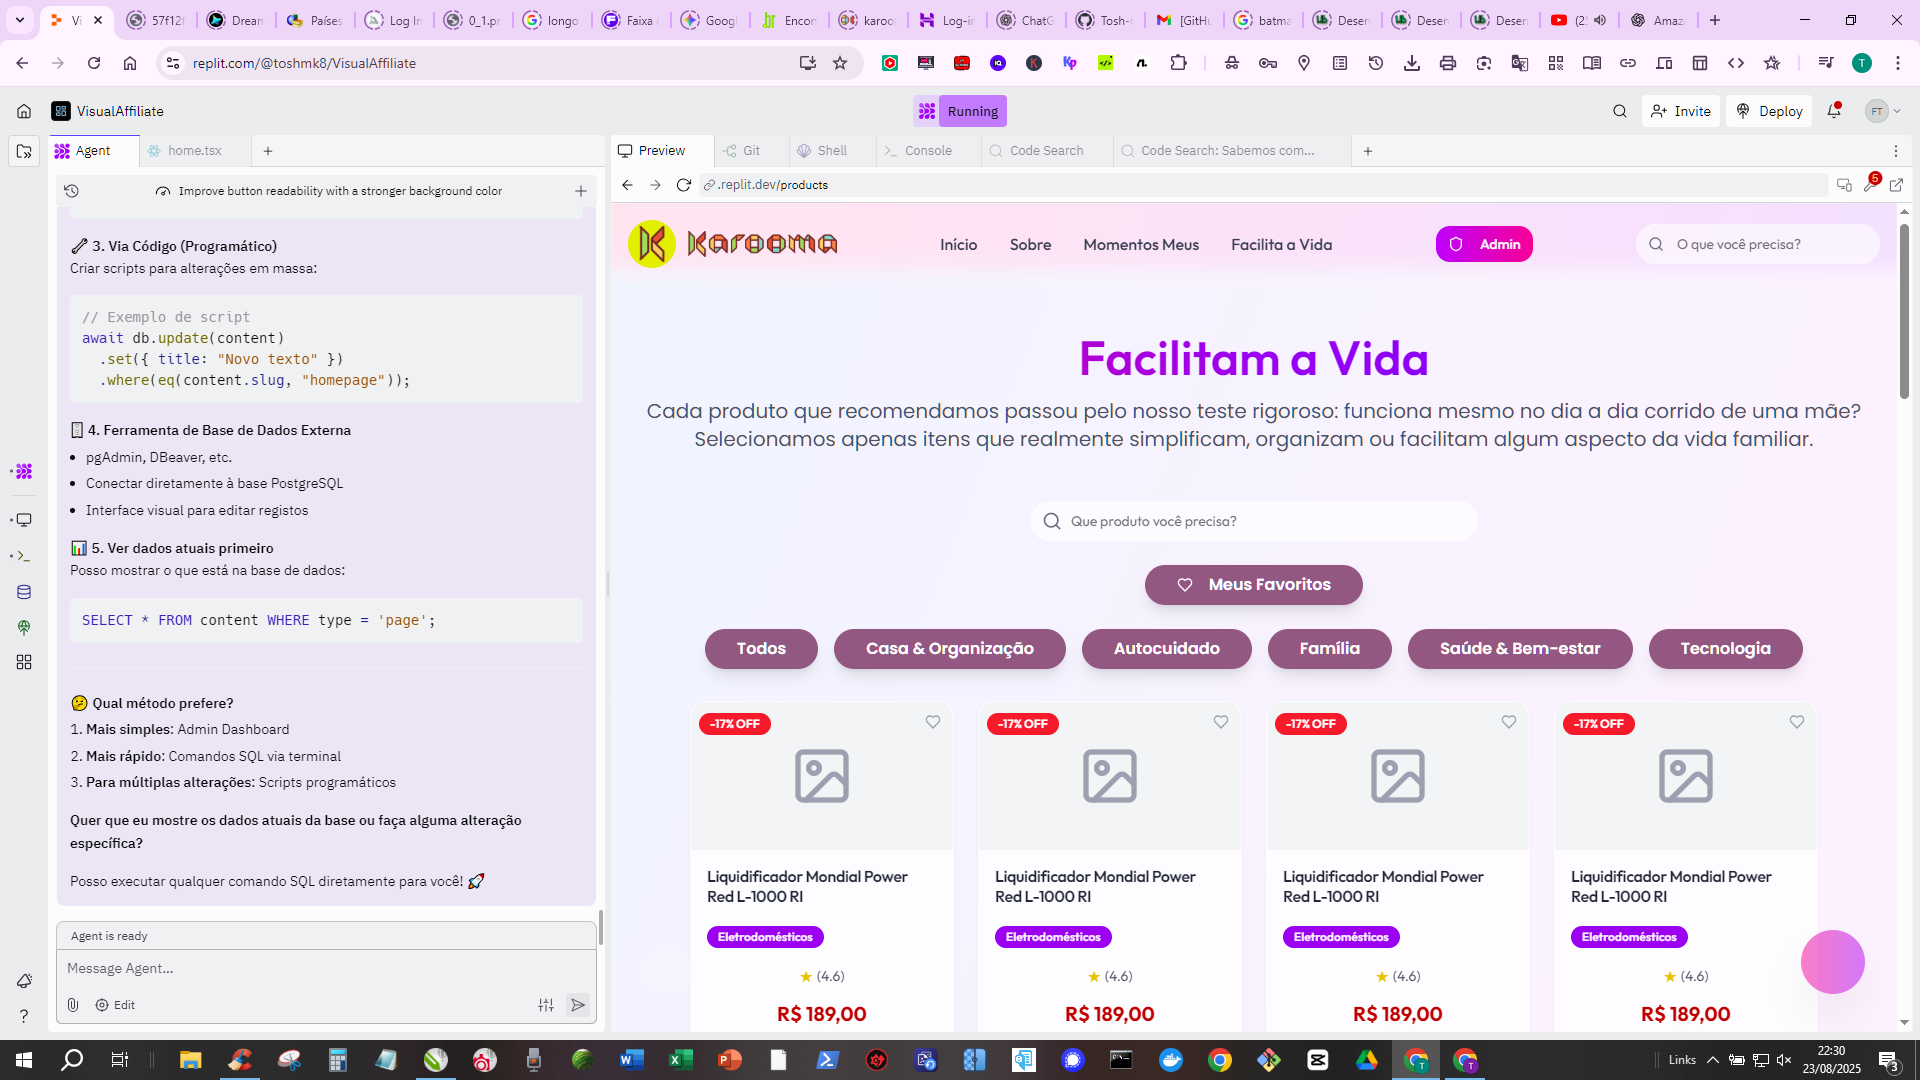 Vi
57f12f
Dream
Países
Log In
0_1.pr
longo
Faixa
Googl
Encon
karoo
Log-in
ChatG
Tosh-
[GitHu
batma
Desen
Desen
Desen
(2
Amaz
replit.com/@toshmk8/VisualAffiliate
T
VisualAffiliate
Running
Invite
Deploy
FT
Agent
home.tsx
Preview
Git
Shell
Console
Code Search
Code Search: Sabemos com...
Improve button readability with a stronger background color
.replit.dev/products
5
3. Via Código (Programático)
Criar scripts para alterações em massa:
// Exemplo de script
await db.update(content)
.set({ title: "Novo texto" })
.where(eq(content.slug, "homepage"));
4. Ferramenta de Base de Dados Externa
• pgAdmin, DBeaver, etc.
• Conectar diretamente à base PostgreSQL
• Interface visual para editar registos
5. Ver dados atuais primeiro
Posso mostrar o que está na base de dados:
SELECT * FROM content WHERE type = 'page';
Qual método prefere?
1. Mais simples: Admin Dashboard
2. Mais rápido: Comandos SQL via terminal
3. Para múltiplas alterações: Scripts programáticos
Quer que eu mostre os dados atuais da base ou faça alguma alteração
específica?
Posso executar qualquer comando SQL diretamente para você!
Agent is ready
Message Agent...
Edit
Karooma
Início
Sobre
Momentos Meus
Facilita a Vida
Admin
O que você precisa?
Facilitam a Vida
Cada produto que recomendamos passou pelo nosso teste rigoroso: funciona mesmo no dia a dia corrido de uma mãe?
Selecionamos apenas itens que realmente simplificam, organizam ou facilitam algum aspecto da vida familiar.
Que produto você precisa?
Meus Favoritos
Todos
Casa & Organização
Autocuidado
Família
Saúde & Bem-estar
Tecnologia
-17% OFF
-17% OFF
-17% OFF
-17% OFF
Liquidificador Mondial Power
Red L-1000 RI
Liquidificador Mondial Power
Red L-1000 RI
Liquidificador Mondial Power
Red L-1000 RI
Liquidificador Mondial Power
Red L-1000 RI
Eletrodomésticos
Eletrodomésticos
Eletrodomésticos
Eletrodomésticos
(4.6)
(4.6)
(4.6)
(4.6)
R$ 189,00
R$ 189,00
R$ 189,00
R$ 189,00
Links
22:30
23/08/2025
3